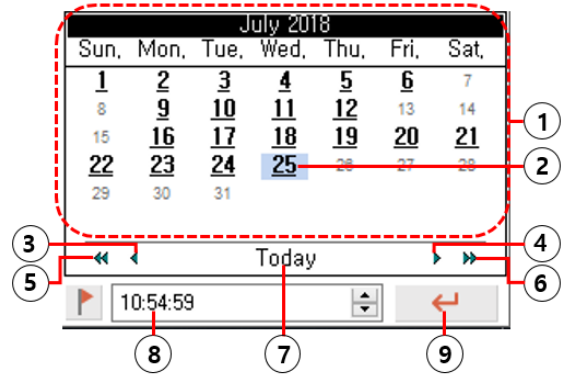 July 2018
Sun, Mon, Tue, Wed, Thu, Fri, Sat,
1 2 3 4 5 6 7
8 9 10 11 12 13 14
15 16 17 18 19 20 21
22 23 24 25 26 27 28
29 30 31
1
2
3
4
Today
5
6
10:54:59
8
7
9